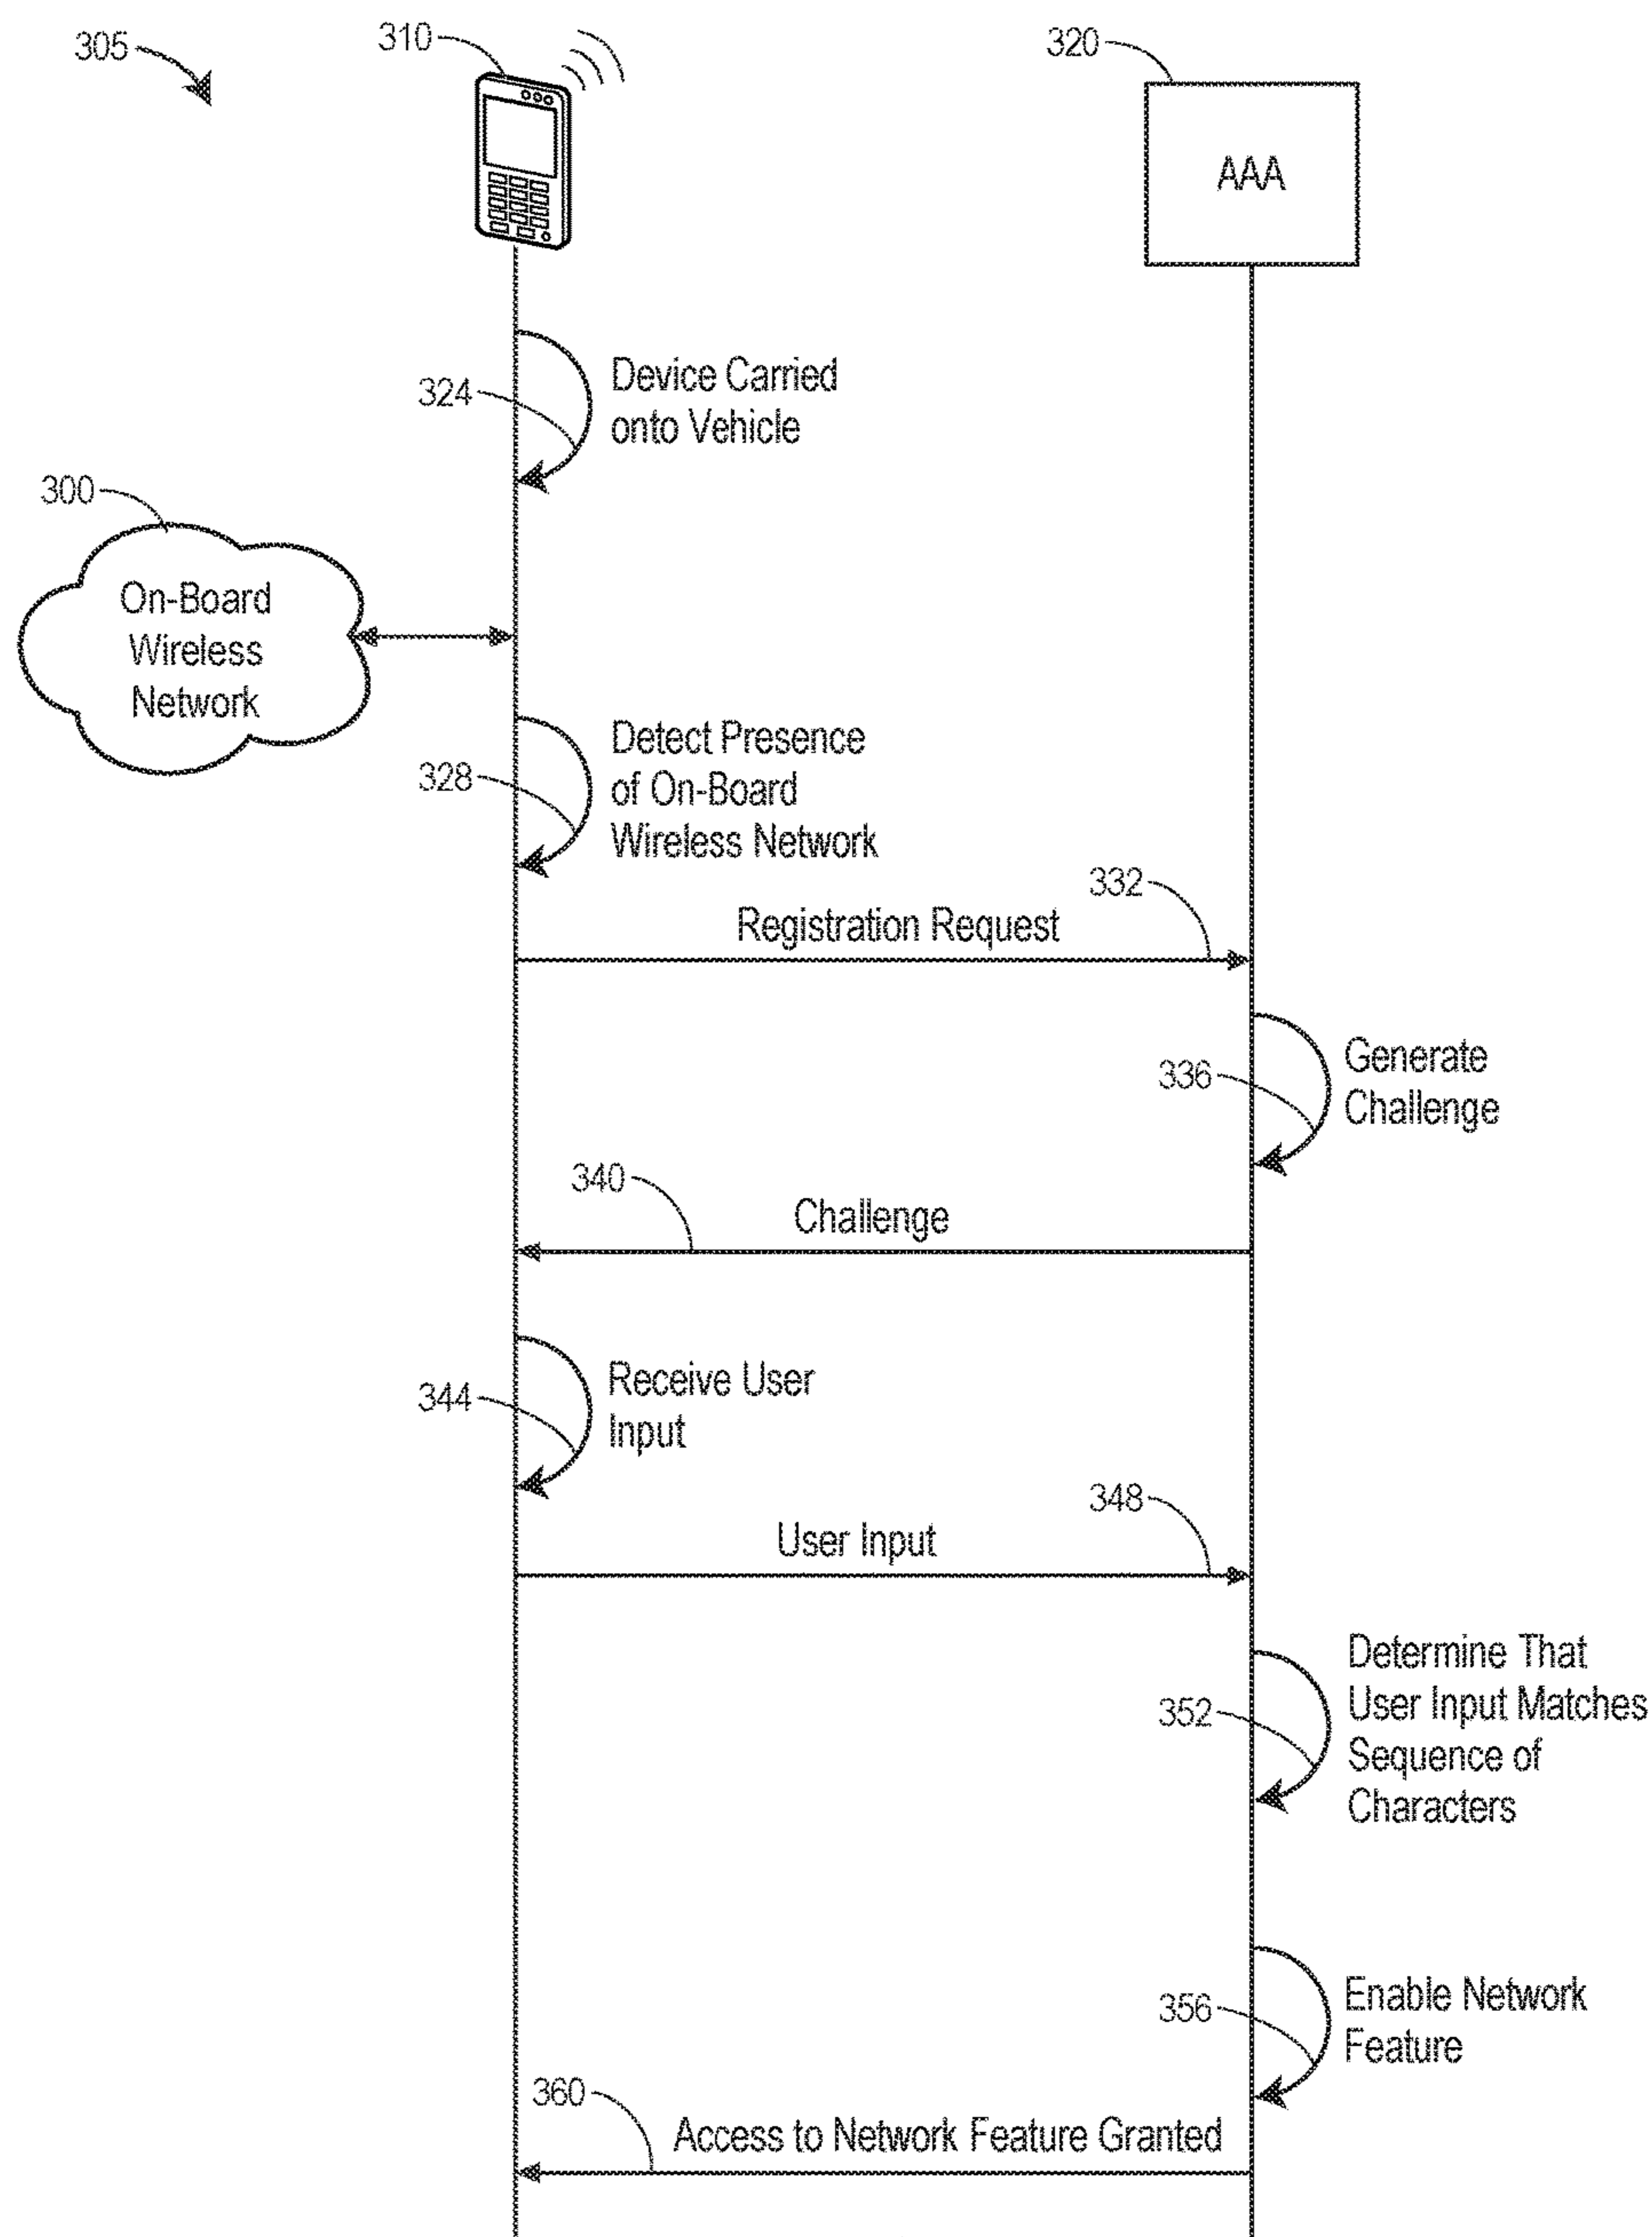 305
310
320
AAA
324
Device Carried
onto Vehicle
300
On-Board
Wireless
Network
328
Detect Presence
of On-Board
Wireless Network
332
Registration Request
336
Generate
Challenge
340
Challenge
344
Receive User
Input
348
User Input
352
Determine That
User Input Matches
Sequence of
Characters
356
Enable Network
Feature
360
Access to Network Feature Granted